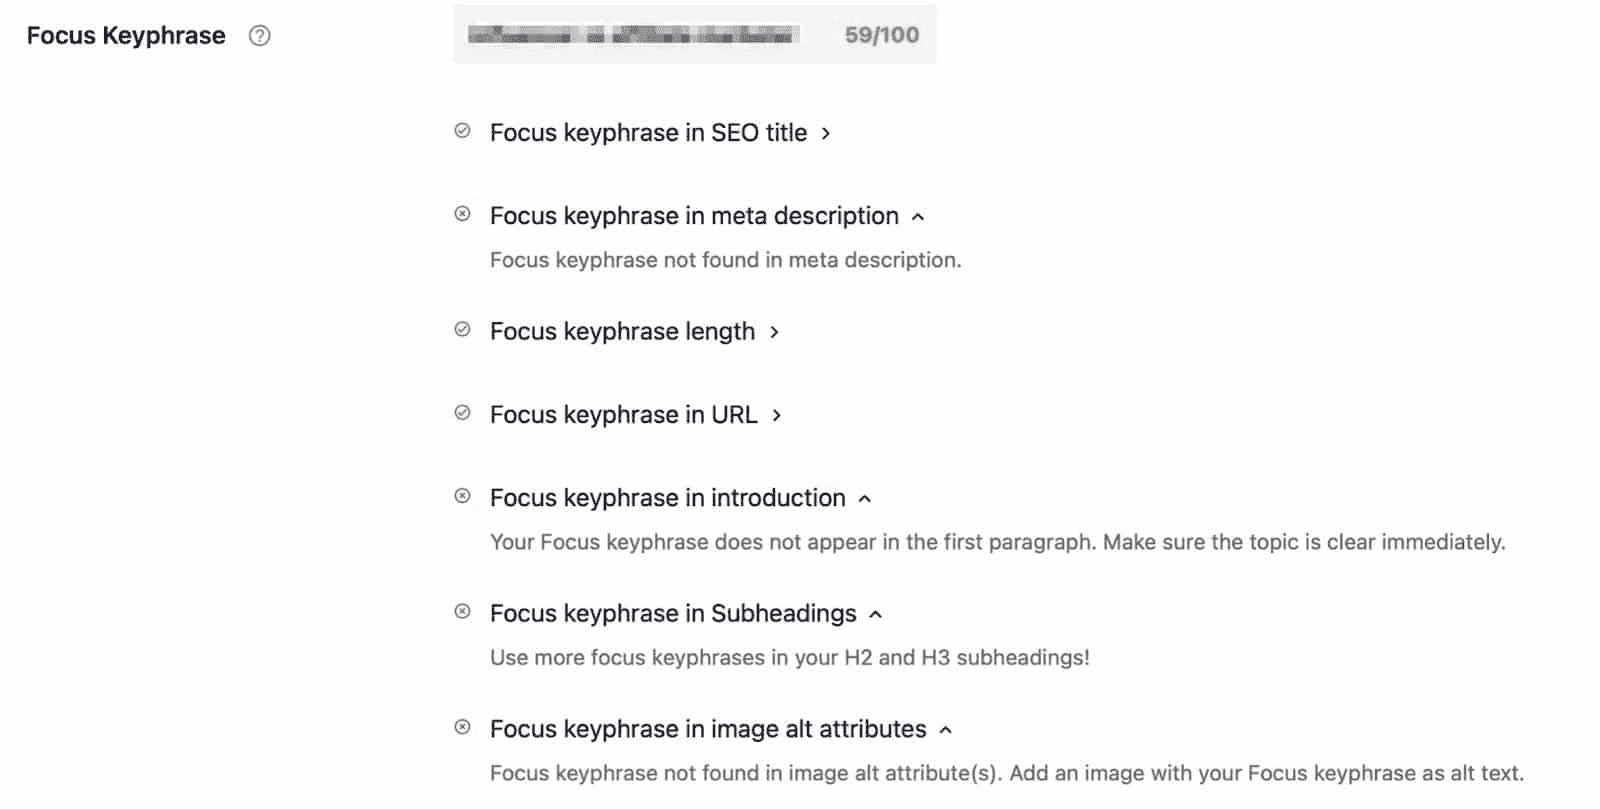 Focus Keyphrase
59/100
Focus keyphrase in SEO title
Focus keyphrase in meta description
Focus keyphrase not found in meta description.
Focus keyphrase length
Focus keyphrase in URL
Focus keyphrase in introduction
Your Focus keyphrase does not appear in the first paragraph. Make sure the topic is clear immediately.
Focus keyphrase in Subheadings
Use more focus keyphrases in your H2 and H3 subheadings!
Focus keyphrase in image alt attributes
Focus keyphrase not found in image alt attribute(s). Add an image with your Focus keyphrase as alt text.